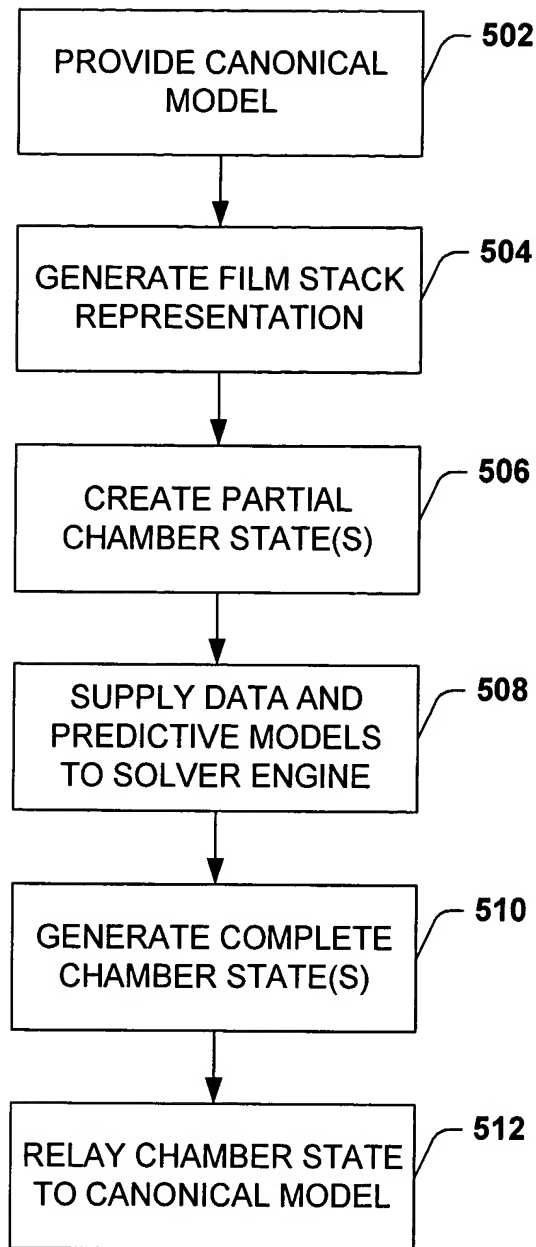 502
PROVIDE CANONICAL
MODEL
504
GENERATE FILM STACK
REPRESENTATION
506
CREATE PARTIAL
CHAMBER STATE(S)
508
SUPPLY DATA AND
PREDICTIVE MODELS
TO SOLVER ENGINE
510
GENERATE COMPLETE
CHAMBER STATE(S)
512
RELAY CHAMBER STATE
TO CANONICAL MODEL